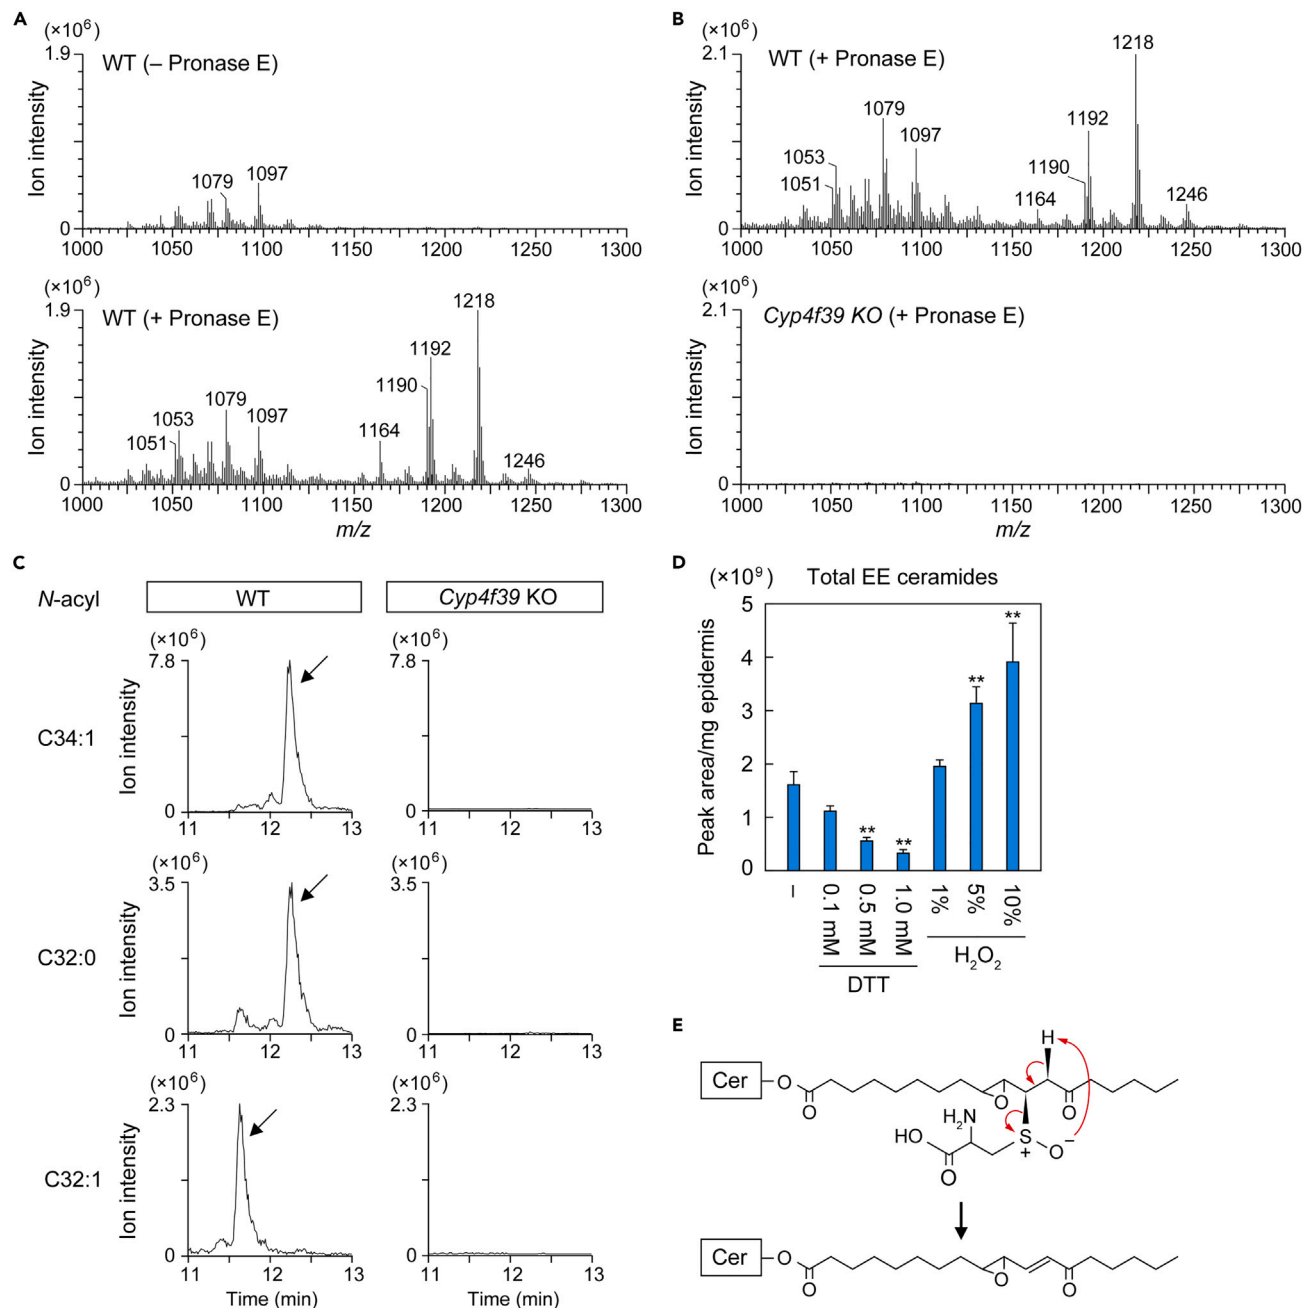 A
(×10⁶)
1.9
WT (– Pronase E)
Ion intensity
1079
1097
0
1000 1050 1100 1150 1200 1250 1300
(×10⁶)
1.9
WT (+ Pronase E)
Ion intensity
1218
1192
1190
1164
1246
1079
1097
1053
1051
0
1000 1050 1100 1150 1200 1250 1300
m/z
B
(×10⁶)
2.1
WT (+ Pronase E)
Ion intensity
1218
1192
1190
1164
1246
1079
1097
1053
1051
0
1000 1050 1100 1150 1200 1250 1300
(×10⁶)
2.1
Cyp4f39 KO (+ Pronase E)
Ion intensity
0
1000 1050 1100 1150 1200 1250 1300
m/z
C
N-acyl
WT
Cyp4f39 KO
(×10⁶)
(×10⁶)
7.8
7.8
C34:1
Ion intensity
0
0
11 12 13
11 12 13
(×10⁶)
(×10⁶)
3.5
3.5
C32:0
Ion intensity
0
0
11 12 13
11 12 13
(×10⁶)
(×10⁶)
2.3
2.3
C32:1
Ion intensity
0
0
11 12 13
11 12 13
Time (min)
Time (min)
D
(×10⁹)
Total EE ceramides
Peak area/mg epidermis
5
4
3
2
1
0
**
**
**
**
–
0.1 mM
0.5 mM
1.0 mM
1%
5%
10%
DTT
H₂O₂
E
H
Cer
O
O
O
O
H₂N
HO
S
+
O⁻
O
Cer
O
O
O
O